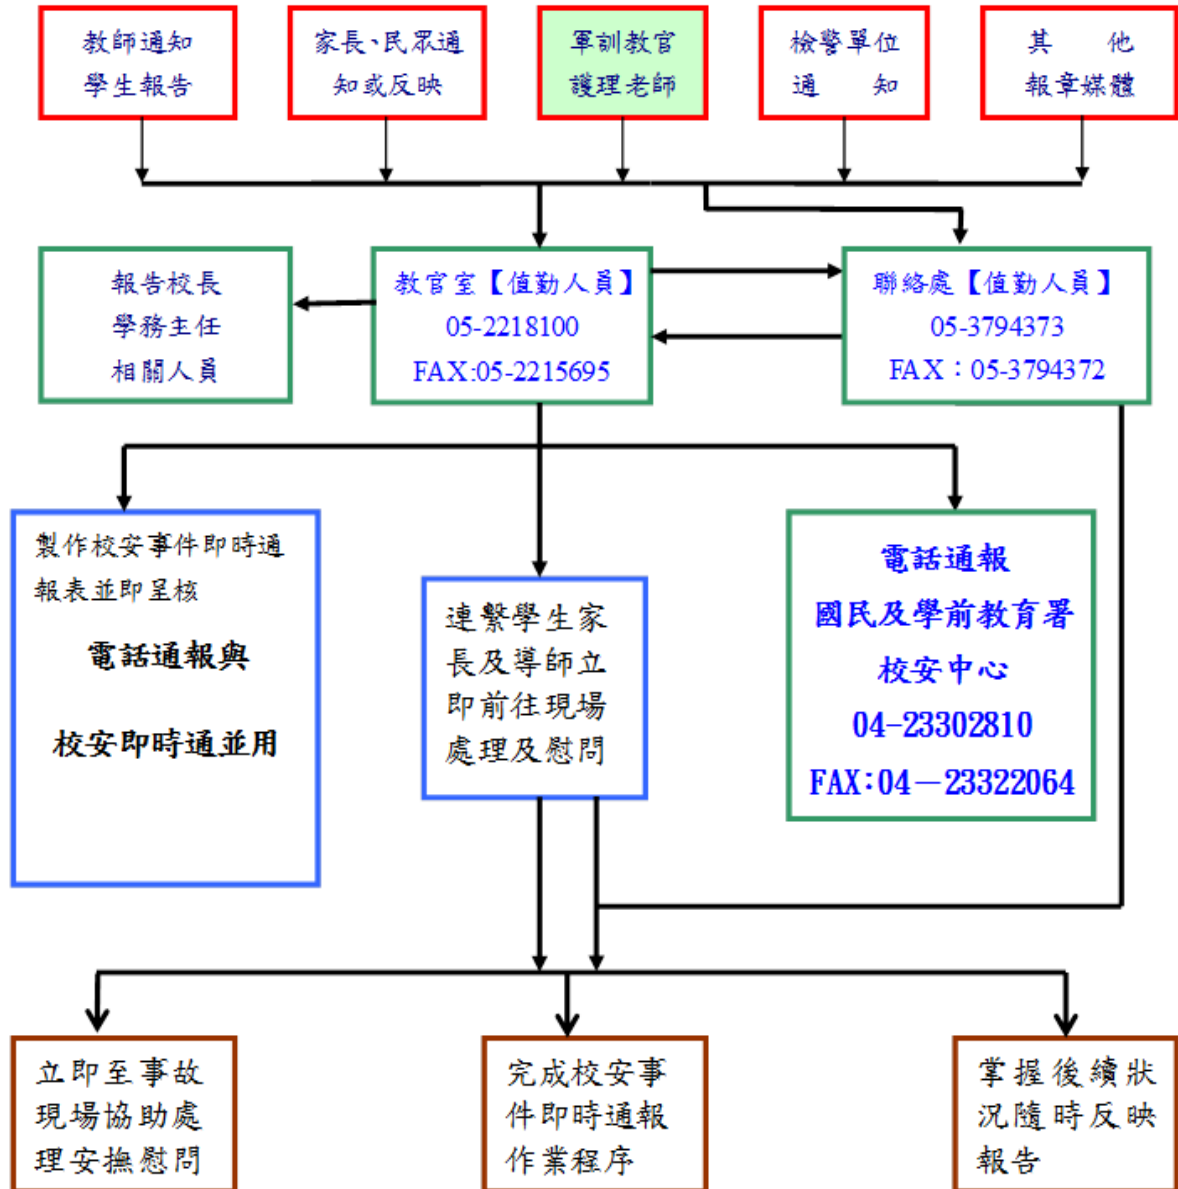 教師通知
學生報告
家長、民眾通
知或反映
軍訓教官
護理老師
檢警單位
通　　知
其　　他
報章媒體
報告校長
學務主任
相關人員
教官室【值勤人員】
05-2218100
FAX:05-2215695
聯絡處【值勤人員】
05-3794373
FAX：05-3794372
製作校安事件即時通
報表並即呈核
電話通報與
校安即時通並用
連繫學生家
長及導師立
即前往現場
處理及慰問
電話通報
國民及學前教育署
校安中心
04-23302810
FAX:04－23322064
立即至事故
現場協助處
理安撫慰問
完成校安事
件即時通報
作業程序
掌握後續狀
況隨時反映
報告